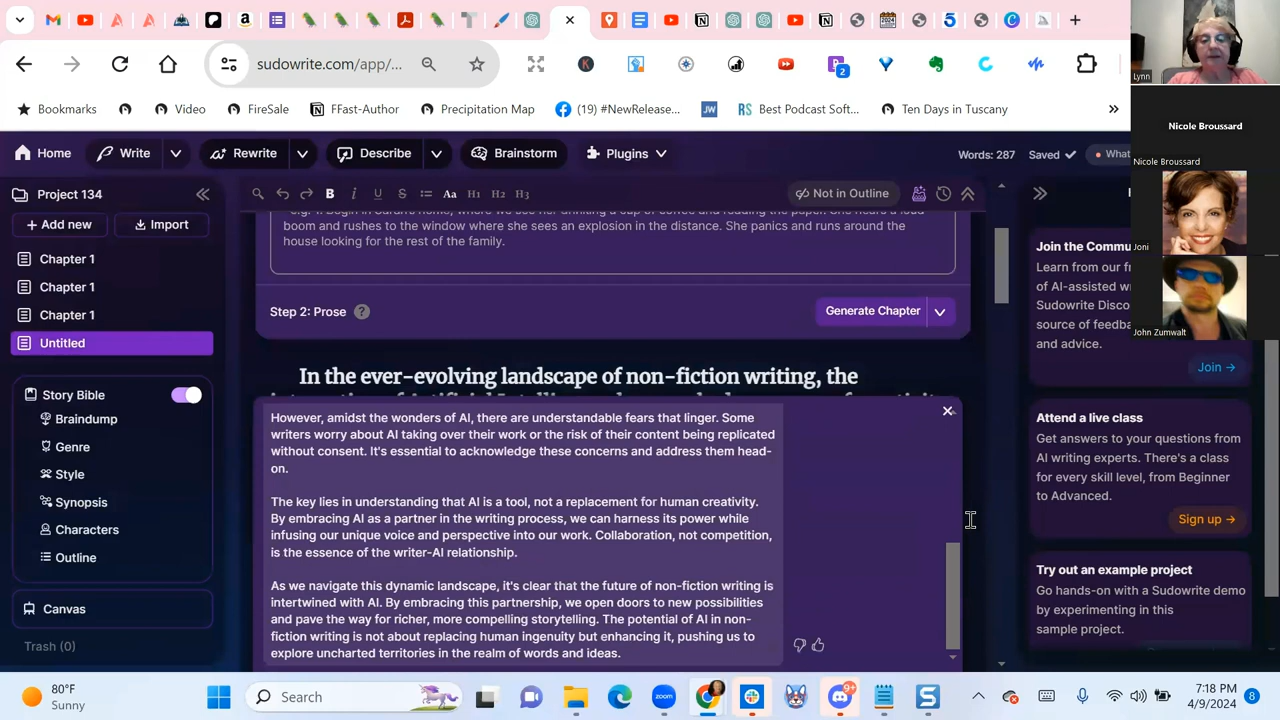 sudowrite.com/app/...
2
Bookmarks
Video
FireSale
FFast-Author
Precipitation Map
(19) #NewRelease...
JW
RS Best Podcast Soft...
Ten Days in Tuscany
»
Home
Write
Rewrite
Describe
Brainstorm
Plugins
Words: 287
Saved
What
Project 134
+ Add new
Import
Chapter 1
Chapter 1
Chapter 1
Untitled
Story Bible
Braindump
Genre
Style
Synopsis
Characters
Outline
Canvas
Trash (0)
B i U S Aa H1 H2 H3
Not in Outline
boom and rushes to the window where she sees an explosion in the distance. She panics and runs around the
house looking for the rest of the family.
Step 2: Prose ?
Generate Chapter
In the ever-evolving landscape of non-fiction writing, the
However, amidst the wonders of AI, there are understandable fears that linger. Some
writers worry about AI taking over their work or the risk of their content being replicated
without consent. It's essential to acknowledge these concerns and address them head-
on.
The key lies in understanding that AI is a tool, not a replacement for human creativity.
By embracing AI as a partner in the writing process, we can harness its power while
infusing our unique voice and perspective into our work. Collaboration, not competition,
is the essence of the writer-AI relationship.
As we navigate this dynamic landscape, it's clear that the future of non-fiction writing is
intertwined with AI. By embracing this partnership, we open doors to new possibilities
and pave the way for richer, more compelling storytelling. The potential of AI in non-
fiction writing is not about replacing human ingenuity but enhancing it, pushing us to
explore uncharted territories in the realm of words and ideas.
Join the Commu
Learn from our fr
of AI-assisted w
Sudowrite Disco
source of feedba
and advice.
Join →
Attend a live class
Get answers to your questions from
AI writing experts. There's a class
for every skill level, from Beginner
to Advanced.
Sign up →
Try out an example project
Go hands-on with a Sudowrite demo
by experimenting in this
sample project.
Lynn
Nicole Broussard
Nicole Broussard
Joni
John Zumwalt
80°F
Sunny
Search
zoom
9+
7:18 PM
4/9/2024
8